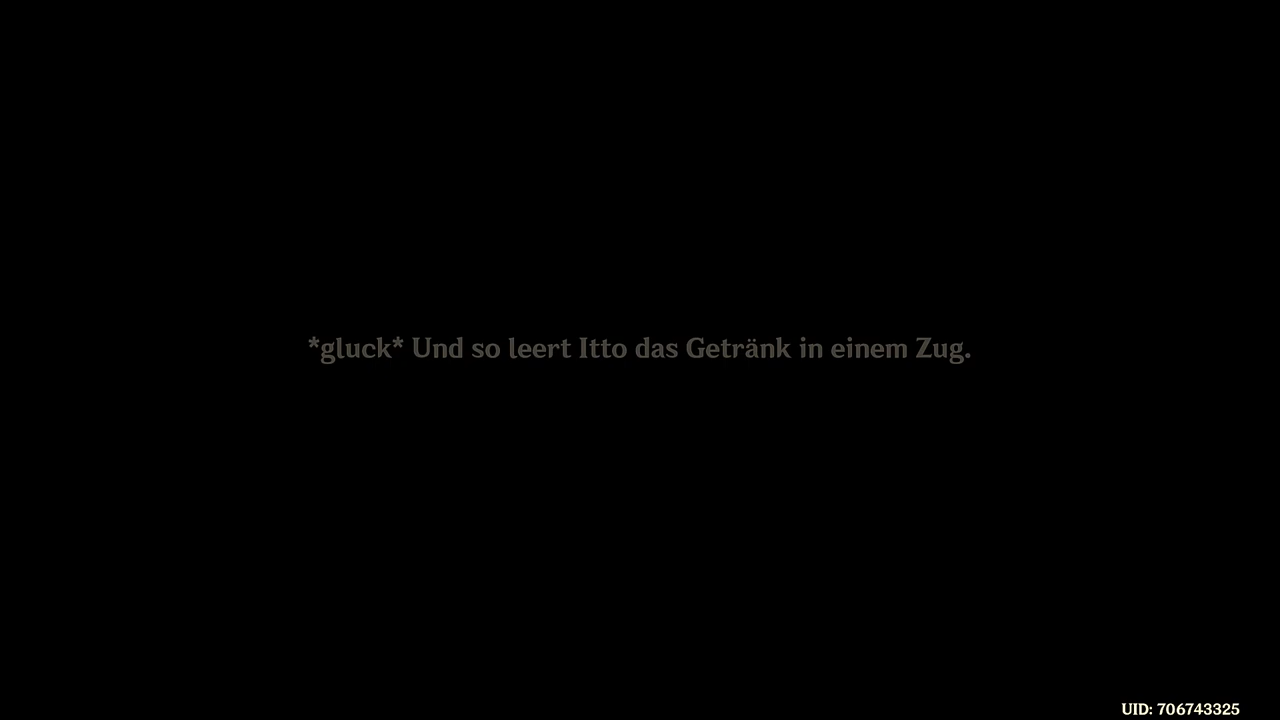 *gluck* Und so leert Itto das Getränk in einem Zug.
UID: 706743325